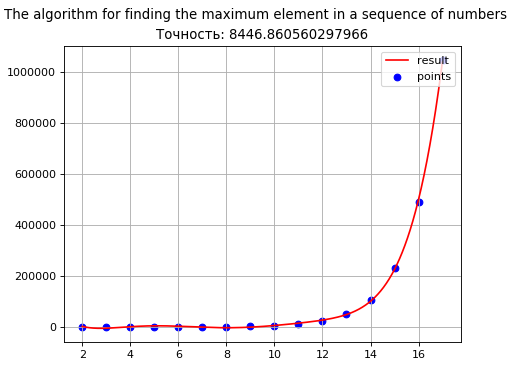 The algorithm for finding the maximum element in a sequence of numbers
Точность: 8446.860560297966
result
points
1000000
800000
600000
400000
200000
0
2 4 6 8 10 12 14 16